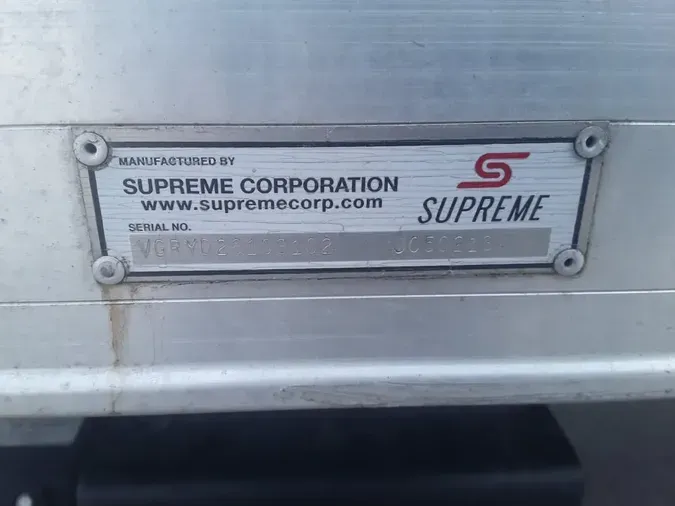 MANUFACTURED BY
SUPREME CORPORATION
www.supremecorp.com
SERIAL NO.
S
SUPREME